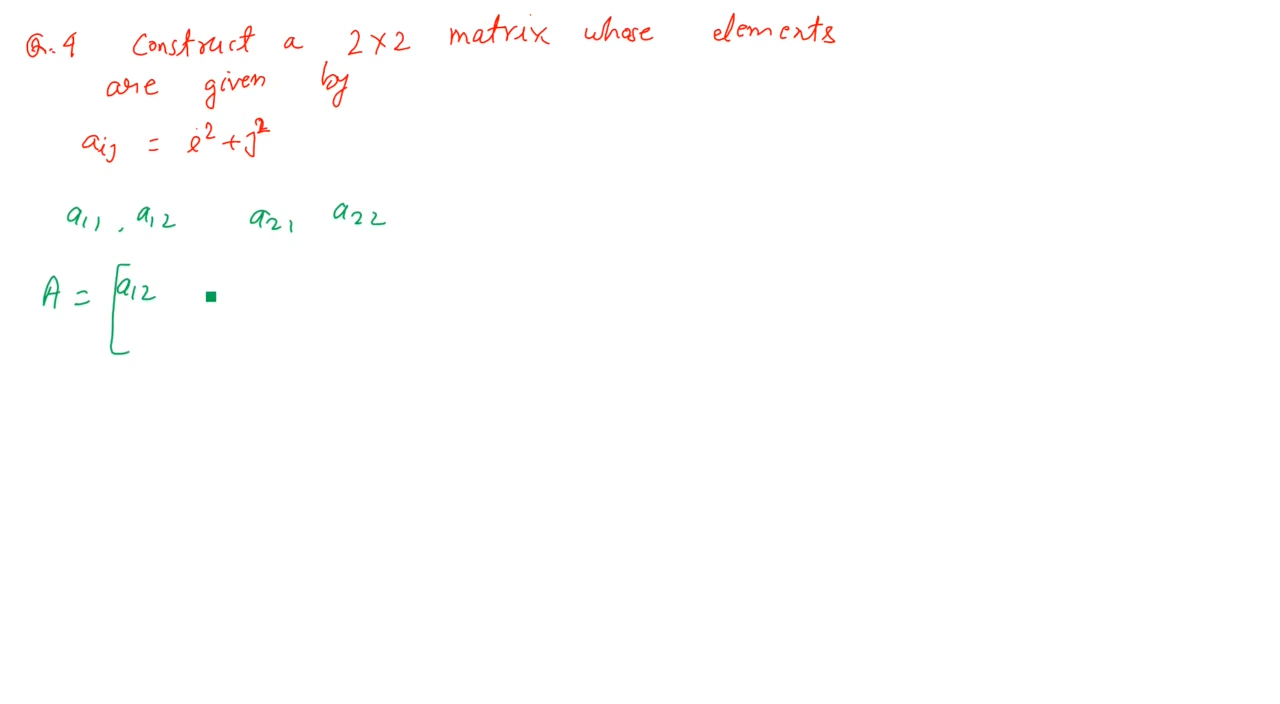 Q.4 Construct a 2×2 matrix whose elements
are given by
aij = i² + J²
a11, a12 a21 a22
A = [a12